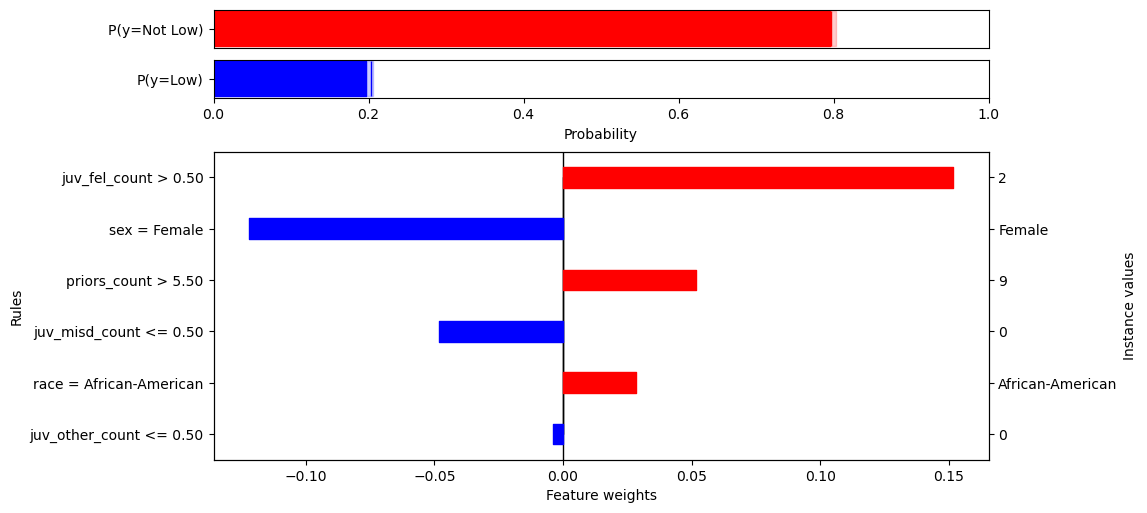 P(y=Not Low)
P(y=Low)
0.0 0.2 0.4 0.6 0.8 1.0
Probability
juv_fel_count > 0.50 2
sex = Female Female
priors_count > 5.50 9
juv_misd_count <= 0.50 0
race = African-American African-American
juv_other_count <= 0.50 0
Rules
Instance values
−0.10 −0.05 0.00 0.05 0.10 0.15
Feature weights